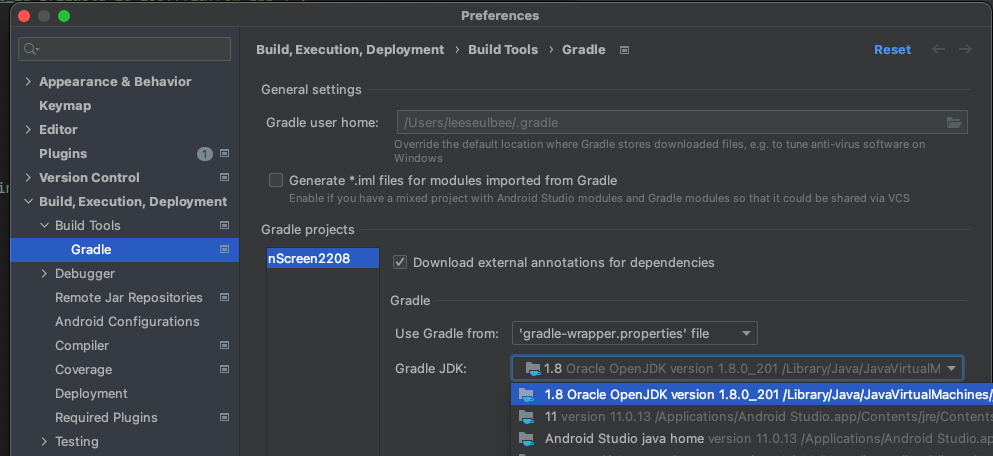 Preferences
Build, Execution, Deployment › Build Tools › Gradle
Reset
Appearance & Behavior
Keymap
Editor
Plugins 1
Version Control
Build, Execution, Deployment
Build Tools
Gradle
Debugger
Remote Jar Repositories
Android Configurations
Compiler
Coverage
Deployment
Required Plugins
Testing
General settings
Gradle user home: /Users/leeseulbee/.gradle
Override the default location where Gradle stores downloaded files, e.g. to tune anti-virus software on
Windows
Generate *.iml files for modules imported from Gradle
Enable if you have a mixed project with Android Studio modules and Gradle modules so that it could be shared via VCS
Gradle projects
nScreen2208
Download external annotations for dependencies
Gradle
Use Gradle from: 'gradle-wrapper.properties' file
Gradle JDK: 1.8 Oracle OpenJDK version 1.8.0_201 /Library/Java/JavaVirtualM
1.8 Oracle OpenJDK version 1.8.0_201 /Library/Java/JavaVirtualMachines/
11 version 11.0.13 /Applications/Android Studio.app/Contents/jre/Contents
Android Studio java home version 11.0.13 /Applications/Android Studio.ap